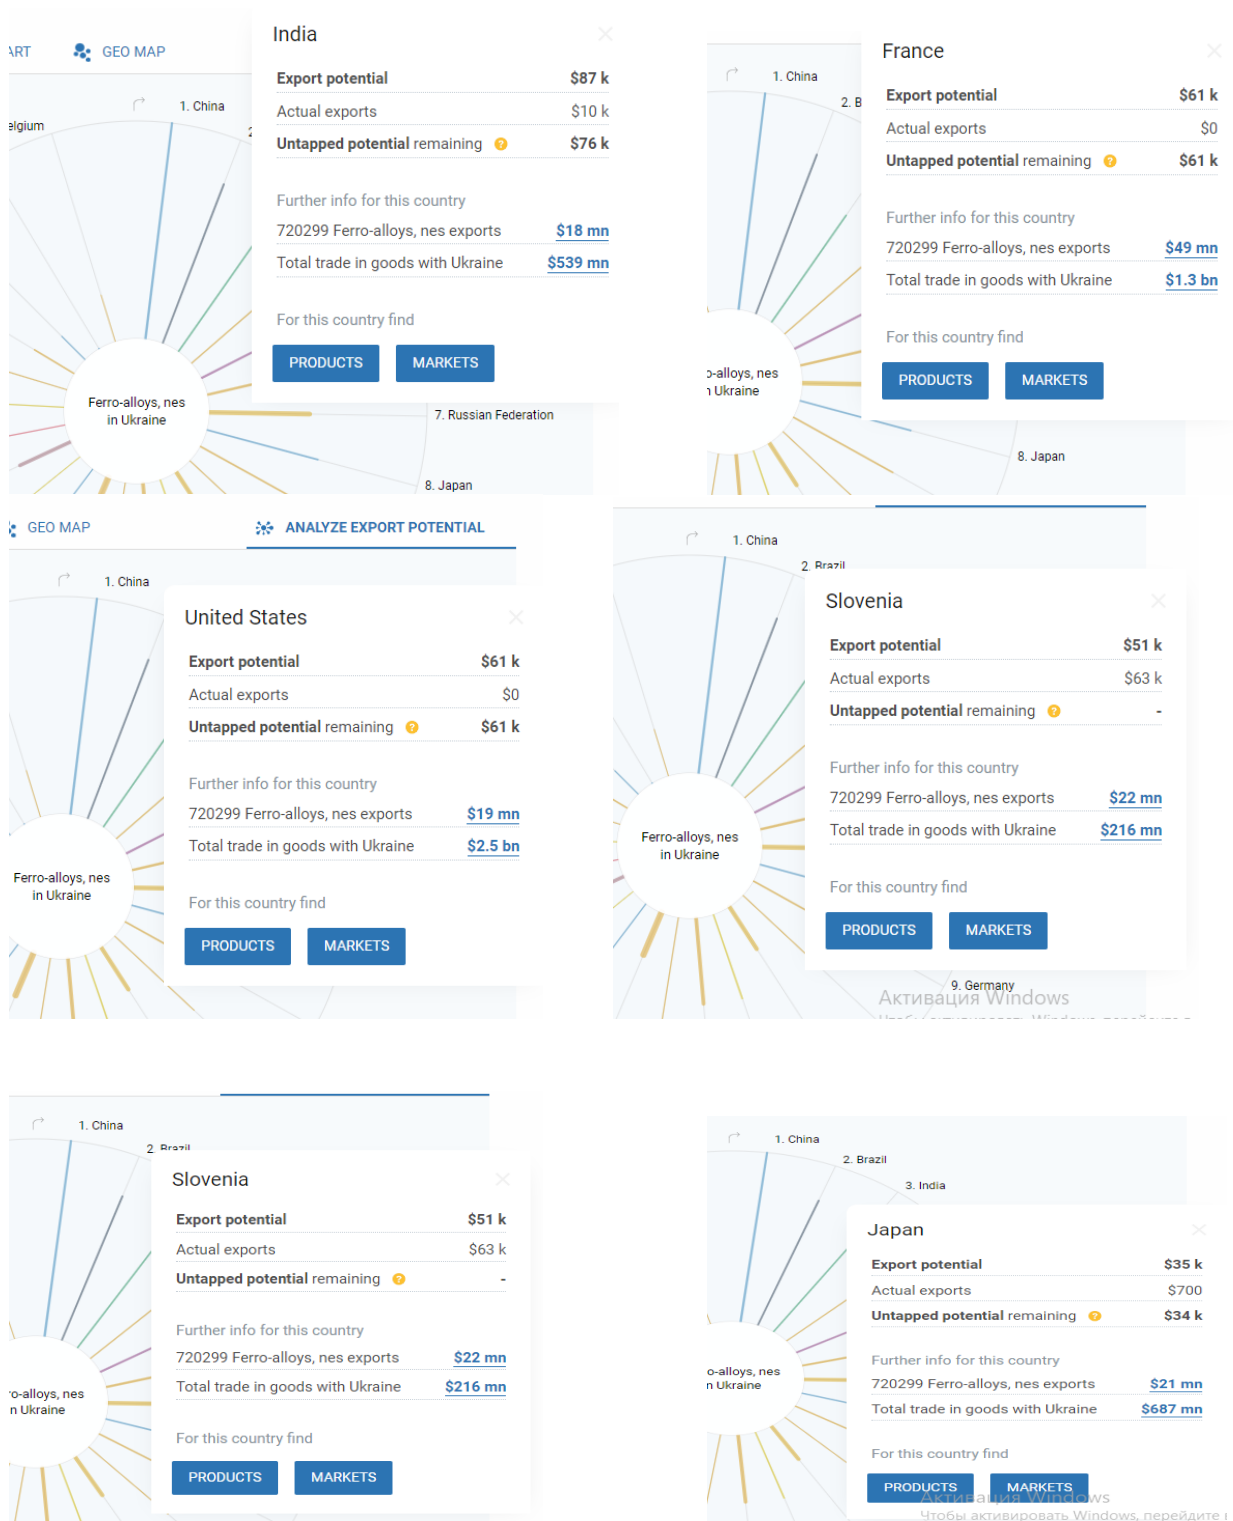 India
ART
GEO MAP
Export potential $87 k
1. China
Actual exports $10 k
elgium
2
Untapped potential remaining ? $76 k
Further info for this country
720299 Ferro-alloys, nes exports $18 mn
Total trade in goods with Ukraine $539 mn
For this country find
PRODUCTS MARKETS
Ferro-alloys, nes
in Ukraine
7. Russian Federation
8. Japan
France
1. China
Export potential $61 k
2. B
Actual exports $0
Untapped potential remaining ? $61 k
Further info for this country
720299 Ferro-alloys, nes exports $49 mn
Total trade in goods with Ukraine $1.3 bn
For this country find
PRODUCTS MARKETS
o-alloys, nes
n Ukraine
8. Japan
GEO MAP
ANALYZE EXPORT POTENTIAL
1. China
United States
Export potential $61 k
Actual exports $0
Untapped potential remaining ? $61 k
Further info for this country
720299 Ferro-alloys, nes exports $19 mn
Total trade in goods with Ukraine $2.5 bn
For this country find
PRODUCTS MARKETS
Ferro-alloys, nes
in Ukraine
1. China
2. Brazil
Slovenia
Export potential $51 k
Actual exports $63 k
Untapped potential remaining ? -
Further info for this country
720299 Ferro-alloys, nes exports $22 mn
Total trade in goods with Ukraine $216 mn
For this country find
PRODUCTS MARKETS
Ferro-alloys, nes
in Ukraine
9. Germany
Активация Windows
1. China
2. Brazil
Slovenia
Export potential $51 k
Actual exports $63 k
Untapped potential remaining ? -
Further info for this country
720299 Ferro-alloys, nes exports $22 mn
Total trade in goods with Ukraine $216 mn
For this country find
PRODUCTS MARKETS
ro-alloys, nes
n Ukraine
1. China
2. Brazil
3. India
Japan
Export potential $35 k
Actual exports $700
Untapped potential remaining ? $34 k
Further info for this country
720299 Ferro-alloys, nes exports $21 mn
Total trade in goods with Ukraine $687 mn
For this country find
PRODUCTS MARKETS
o-alloys, nes
n Ukraine
Активация Windows
Чтобы активировать Windows, перейдите